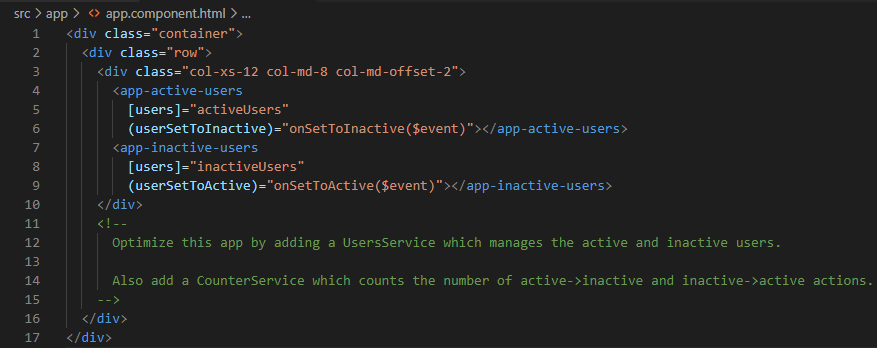 src > app > <> app.component.html > ...
1 <div class="container">
2 <div class="row">
3 <div class="col-xs-12 col-md-8 col-md-offset-2">
4 <app-active-users
5 [users]="activeUsers"
6 (userSetToInactive)="onSetToInactive($event)"></app-active-users>
7 <app-inactive-users
8 [users]="inactiveUsers"
9 (userSetToActive)="onSetToActive($event)"></app-inactive-users>
10 </div>
11 <!--
12 Optimize this app by adding a UsersService which manages the active and inactive users.
13
14 Also add a CounterService which counts the number of active->inactive and inactive->active actions.
15 -->
16 </div>
17 </div>